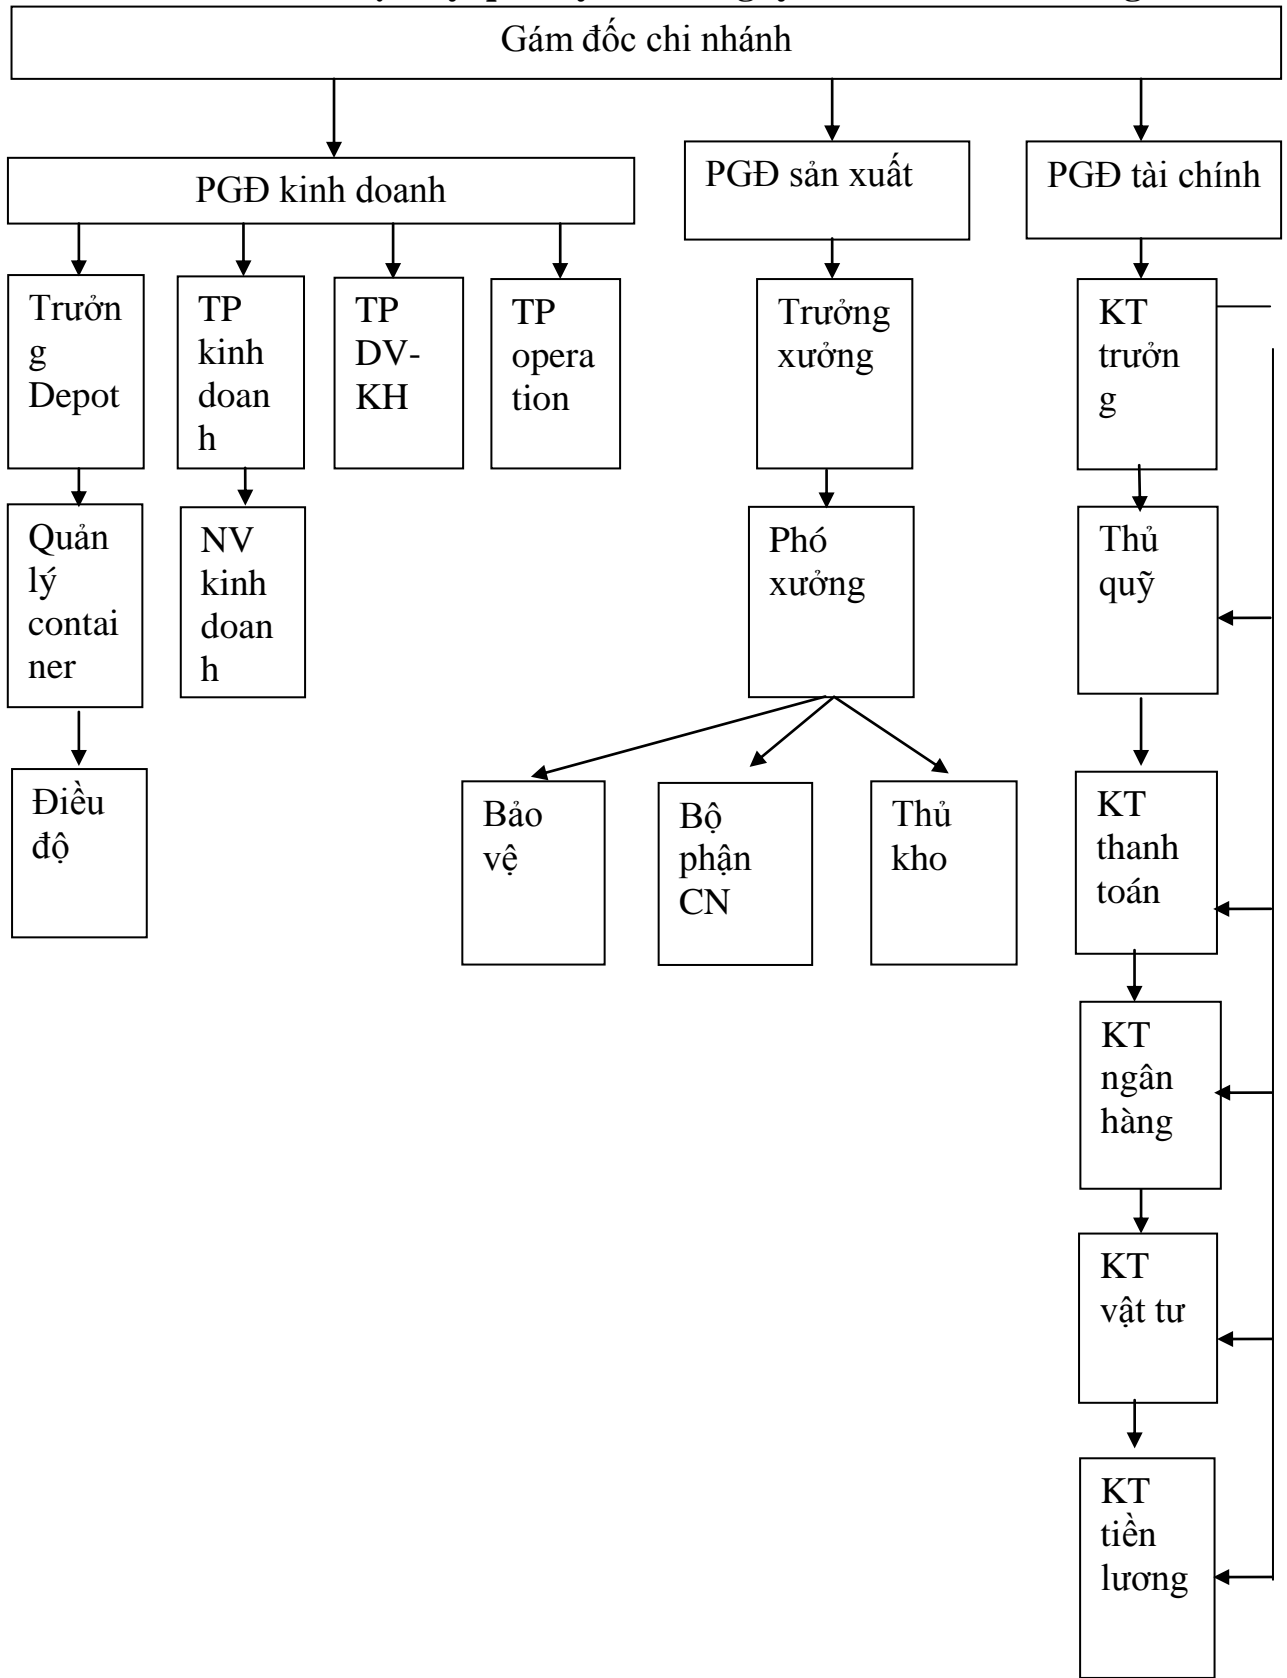 Gám đốc chi nhánh
PGĐ kinh doanh
PGĐ sản xuất
PGĐ tài chính
Trưởn
g
Depot
TP
kinh
doan
h
TP
DV-
KH
TP
opera
tion
Trưởng
xưởng
KT
trưởn
g
Quản
lý
contai
ner
NV
kinh
doan
h
Phó
xưởng
Thủ
quỹ
Điều
độ
Bảo
vệ
Bộ
phận
CN
Thủ
kho
KT
thanh
toán
KT
ngân
hàng
KT
vật tư
KT
tiền
lương